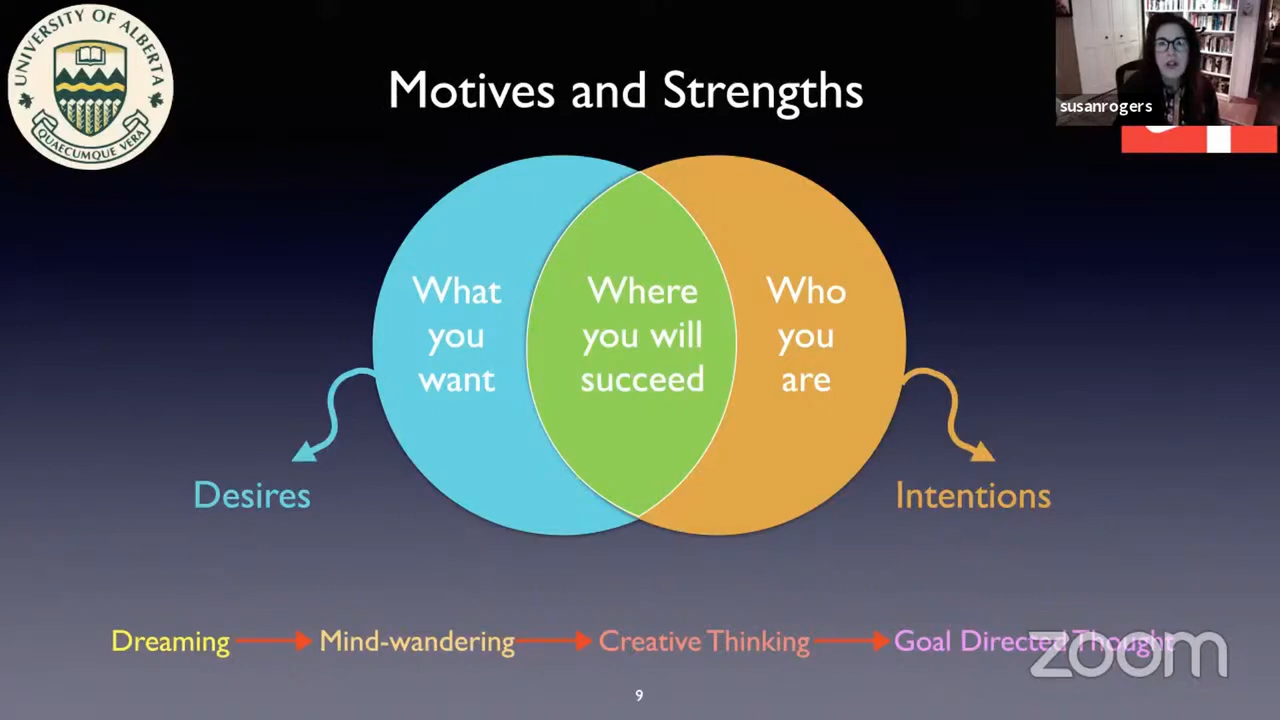 UNIVERSITY OF ALBERTA
QUAECUMQUE VERA
Motives and Strengths
susanrogers
What
you
want
Where
you will
succeed
Who
you
are
Desires
Intentions
Dreaming
Mind-wandering
Creative Thinking
Goal Directed Thought
zoom
9